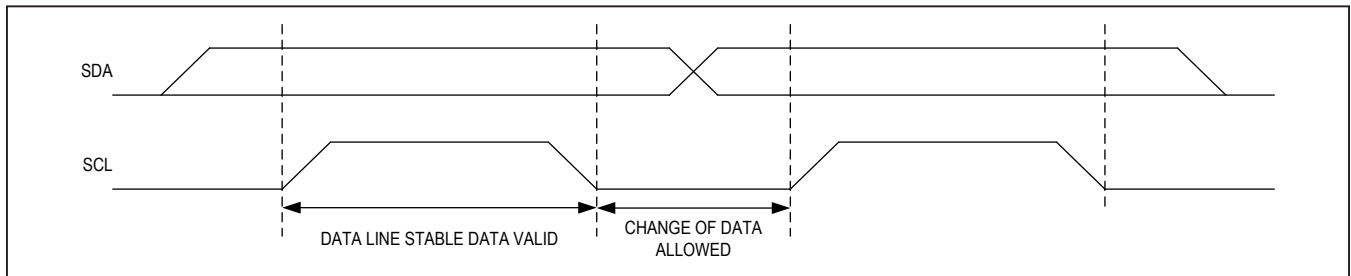 SDA
SCL
DATA LINE STABLE DATA VALID
CHANGE OF DATA
ALLOWED